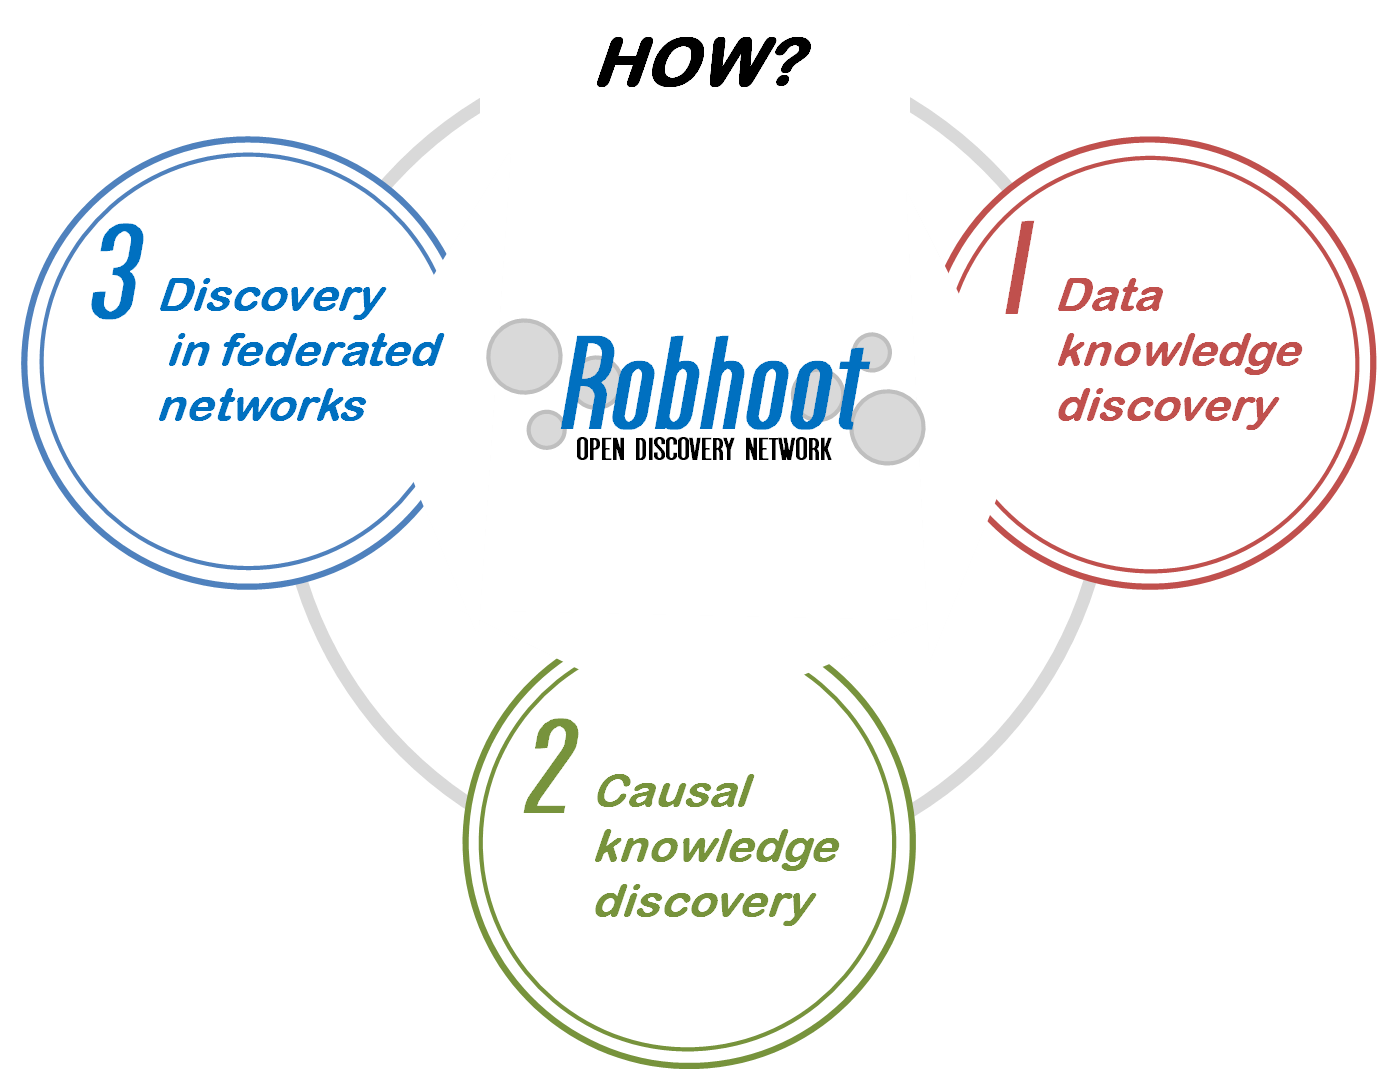 HOW?
1
Data
knowledge
discovery
2
Causal
knowledge
discovery
3
Discovery
in federated
networks
Robhoot
OPEN DISCOVERY NETWORK